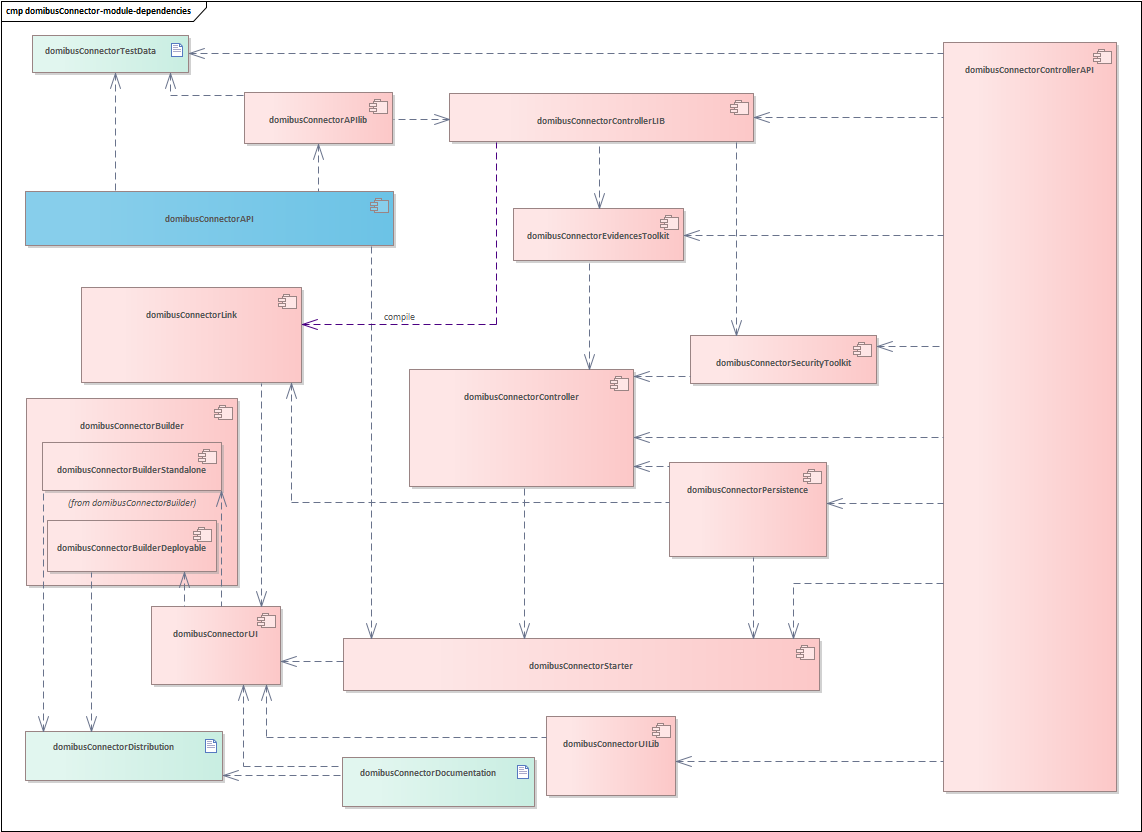 cmp domibusConnector-module-dependencies
domibusConnectorTestData
domibusConnectorControllerAPI
domibusConnectorAPIlib
domibusConnectorControllerLIB
domibusConnectorAPI
domibusConnectorEvidencesToolkit
domibusConnectorLink
compile
domibusConnectorSecurityToolkit
domibusConnectorController
domibusConnectorBuilder
domibusConnectorBuilderStandalone
(from domibusConnectorBuilder)
domibusConnectorBuilderDeployable
domibusConnectorPersistence
domibusConnectorUI
domibusConnectorStarter
domibusConnectorDistribution
domibusConnectorUILib
domibusConnectorDocumentation